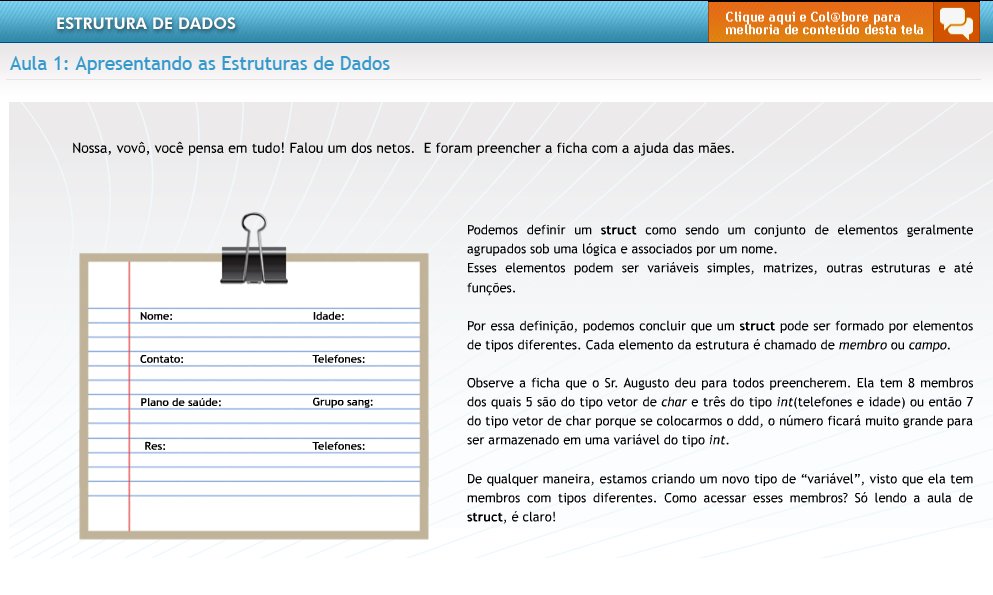 ESTRUTURA DE DADOS
Clique aqui e Col@bore para
melhoria de conteúdo desta tela
Aula 1: Apresentando as Estruturas de Dados
Nossa, vovô, você pensa em tudo! Falou um dos netos.  E foram preencher a ficha com a ajuda das mães.
Nome: Idade:
Contato: Telefones:
Plano de saúde: Grupo sang:
Res: Telefones:
Podemos definir um struct como sendo um conjunto de elementos geralmente
agrupados sob uma lógica e associados por um nome.
Esses elementos podem ser variáveis simples, matrizes, outras estruturas e até
funções.
Por essa definição, podemos concluir que um struct pode ser formado por elementos
de tipos diferentes. Cada elemento da estrutura é chamado de membro ou campo.
Observe a ficha que o Sr. Augusto deu para todos preencherem. Ela tem 8 membros
dos quais 5 são do tipo vetor de char e três do tipo int(telefones e idade) ou então 7
do tipo vetor de char porque se colocarmos o ddd, o número ficará muito grande para
ser armazenado em uma variável do tipo int.
De qualquer maneira, estamos criando um novo tipo de “variável”, visto que ela tem
membros com tipos diferentes. Como acessar esses membros? Só lendo a aula de
struct, é claro!